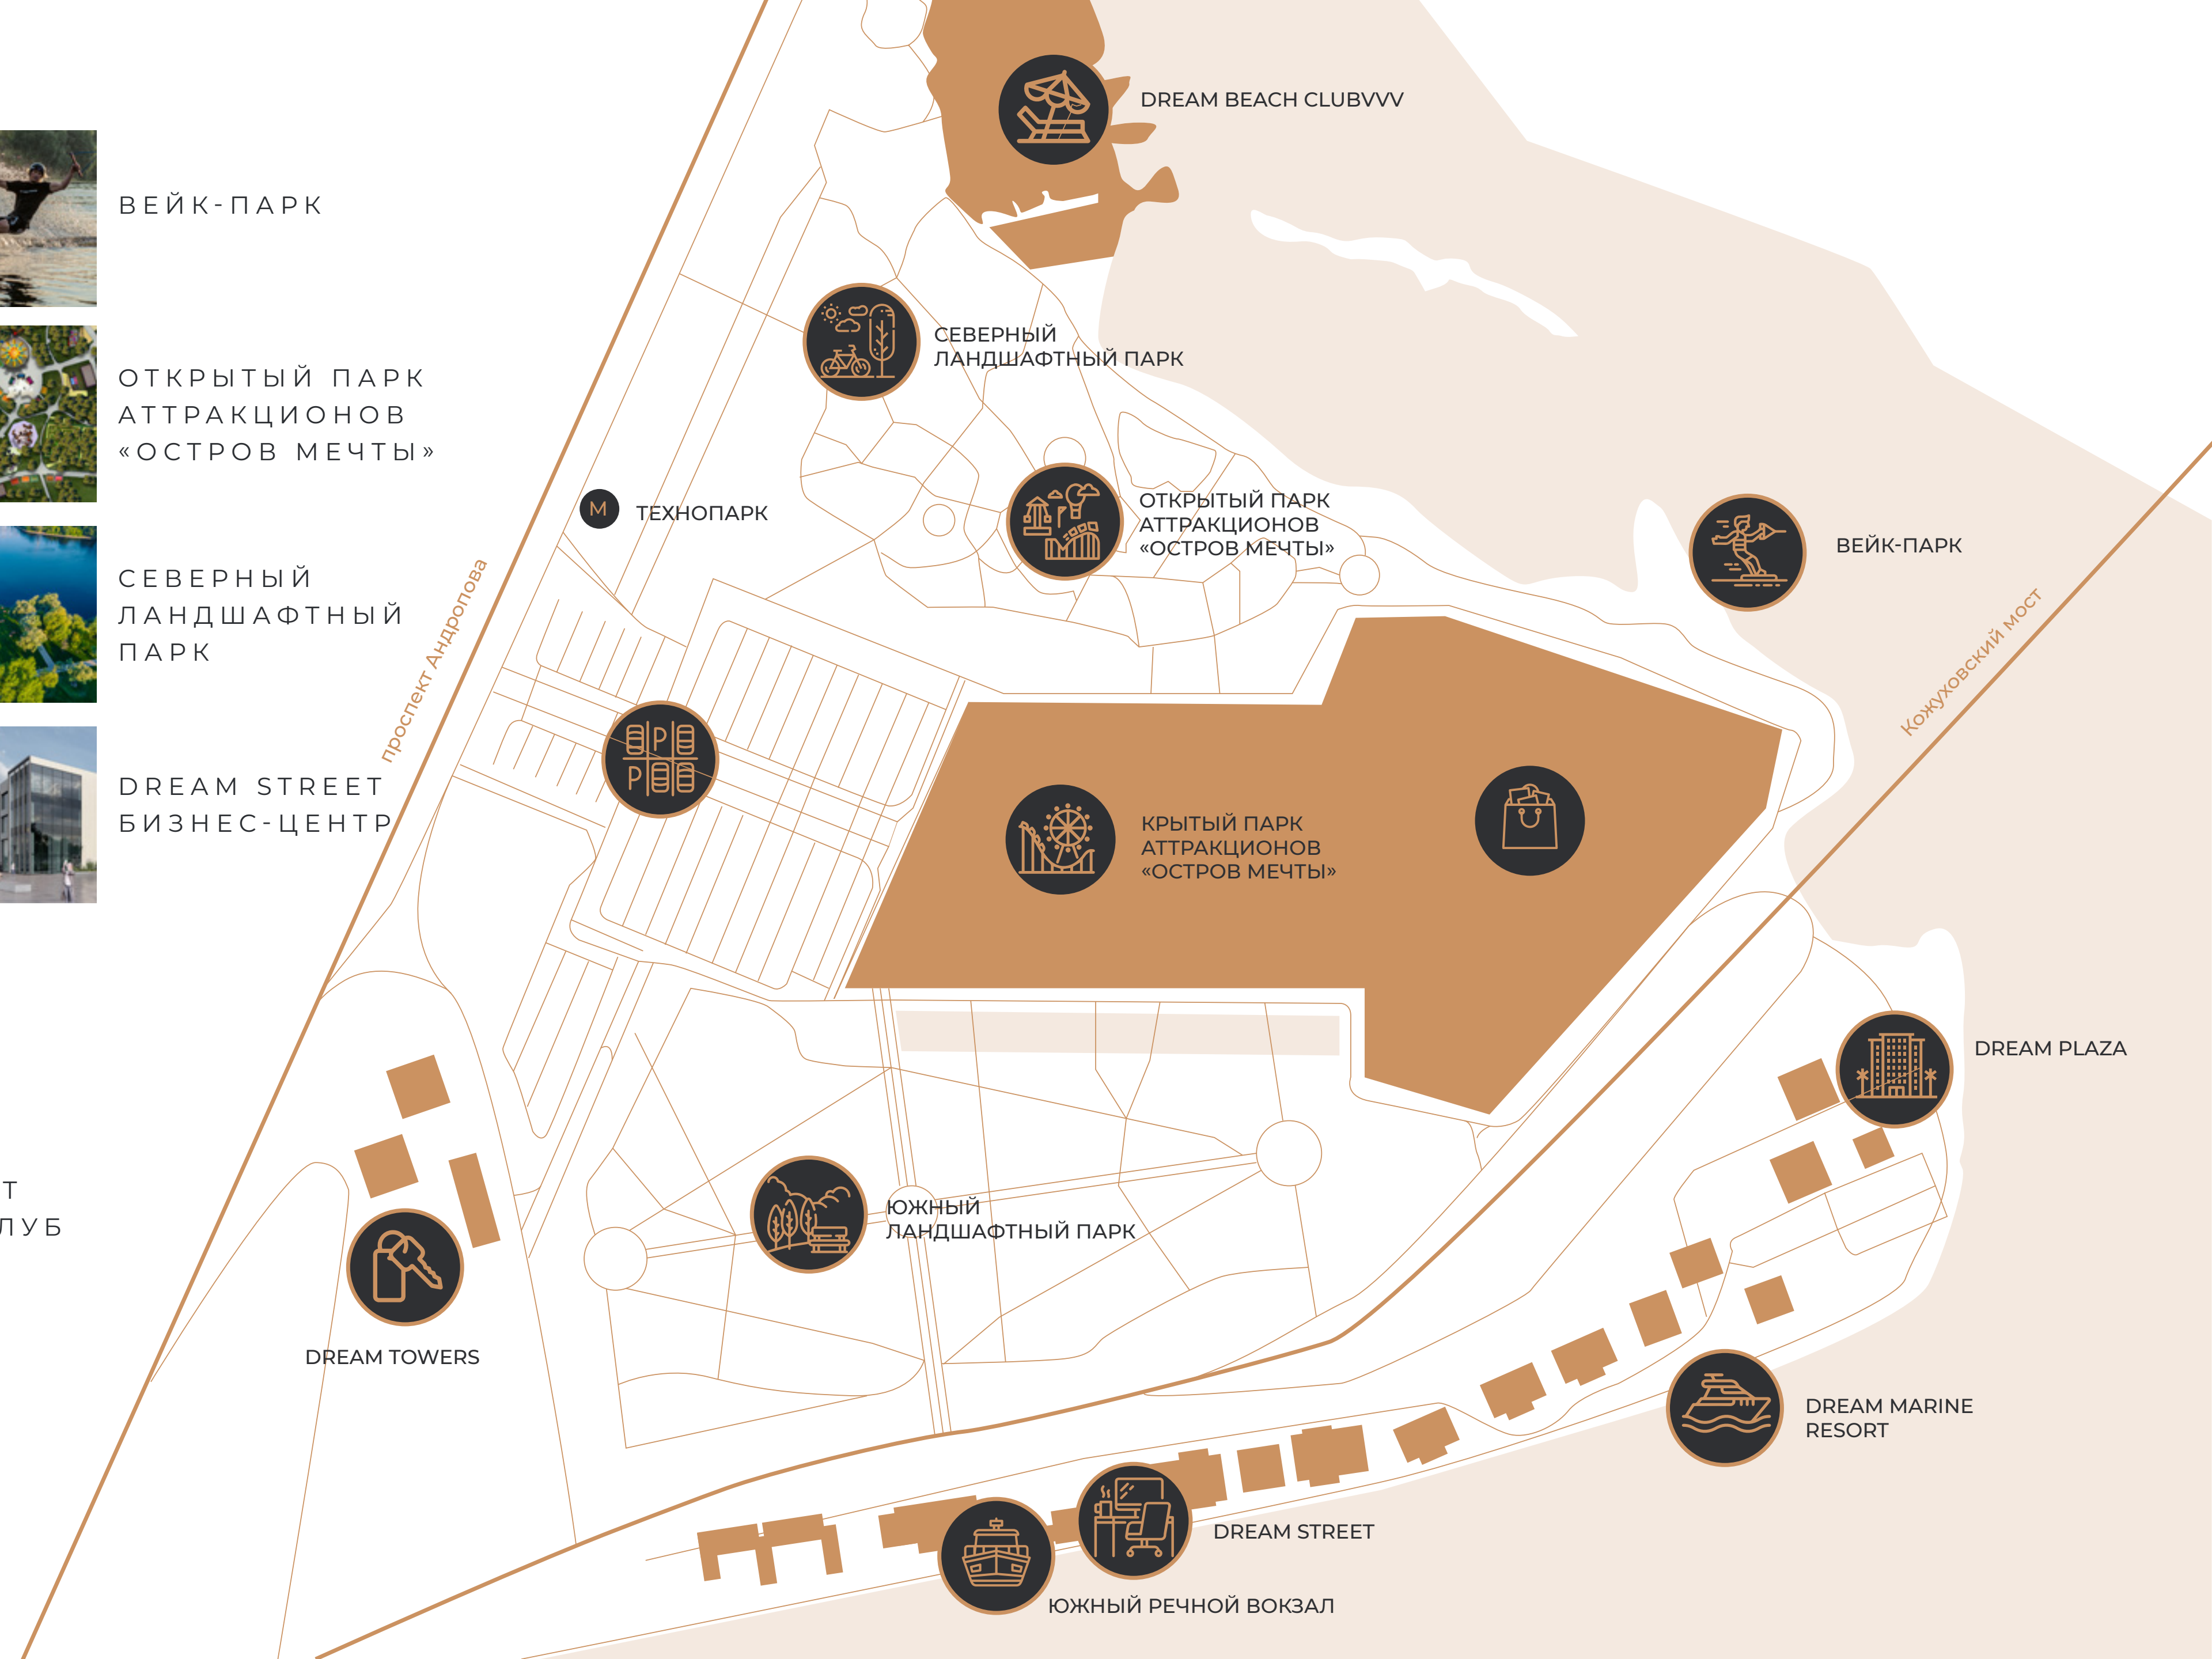 ВЕЙК-ПАРК
ОТКРЫТЫЙ ПАРК
АТТРАКЦИОНОВ
«ОСТРОВ МЕЧТЫ»
СЕВЕРНЫЙ
ЛАНДШАФТНЫЙ
ПАРК
DREAM STREET
БИЗНЕС-ЦЕНТР
DREAM BEACH CLUBVVV
СЕВЕРНЫЙ
ЛАНДШАФТНЫЙ ПАРК
М
ТЕХНОПАРК
ОТКРЫТЫЙ ПАРК
АТТРАКЦИОНОВ
«ОСТРОВ МЕЧТЫ»
ВЕЙК-ПАРК
проспект Андропова
Кожуховский мост
P
P
КРЫТЫЙ ПАРК
АТТРАКЦИОНОВ
«ОСТРОВ МЕЧТЫ»
DREAM PLAZA
ЮЖНЫЙ
ЛАНДШАФТНЫЙ ПАРК
DREAM TOWERS
DREAM MARINE
RESORT
DREAM STREET
ЮЖНЫЙ РЕЧНОЙ ВОКЗАЛ